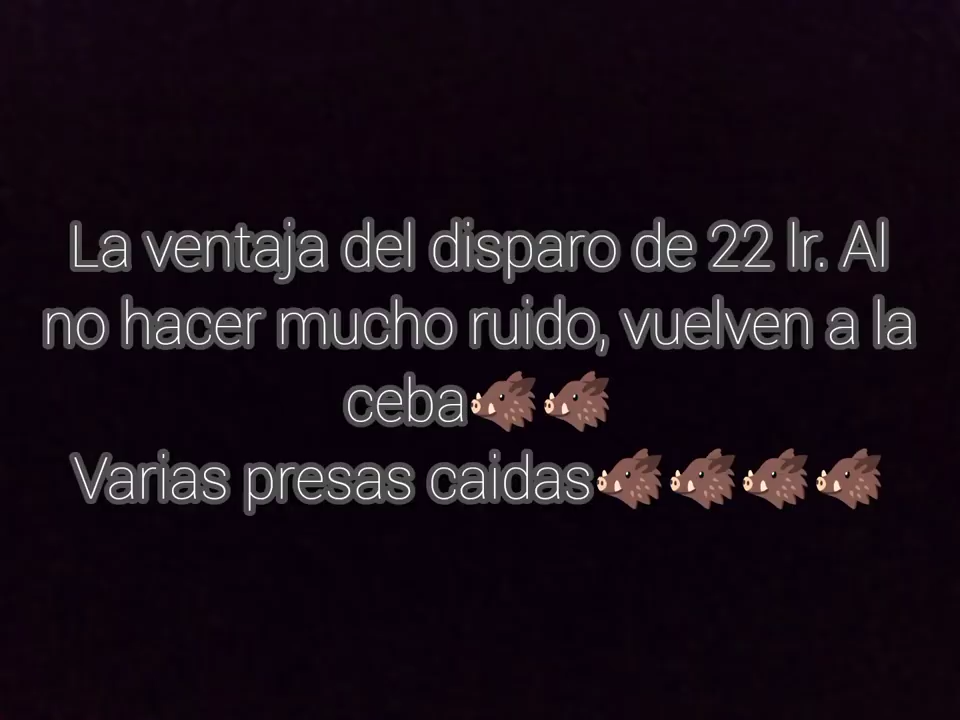 La ventaja del disparo de 22 lr. Al
no hacer mucho ruido, vuelven a la
ceba🐗🐗
Varias presas caidas🐗🐗🐗🐗